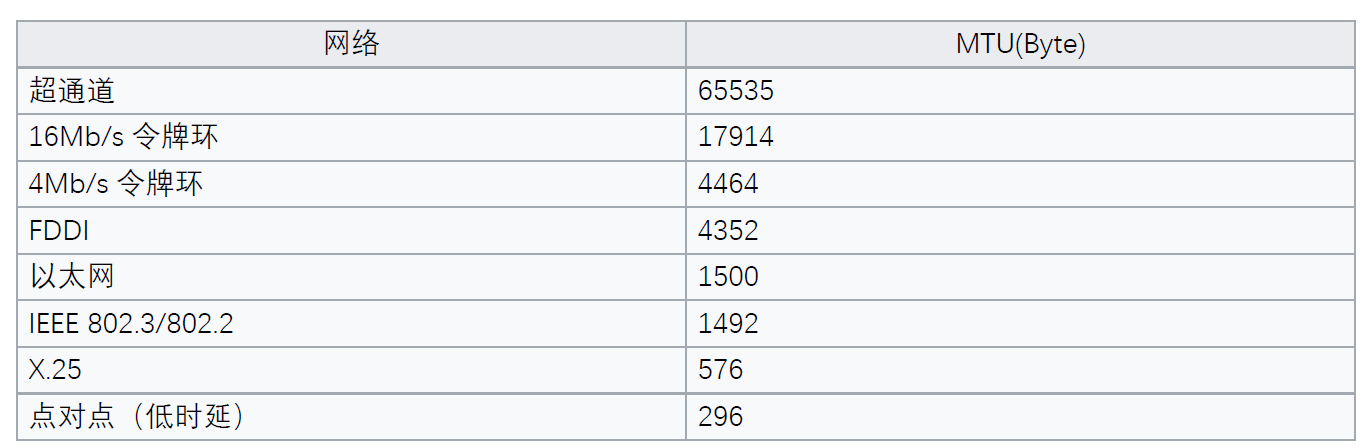 网络 MTU(Byte)
超通道 65535
16Mb/s 令牌环 17914
4Mb/s 令牌环 4464
FDDI 4352
以太网 1500
IEEE 802.3/802.2 1492
X.25 576
点对点（低时延） 296